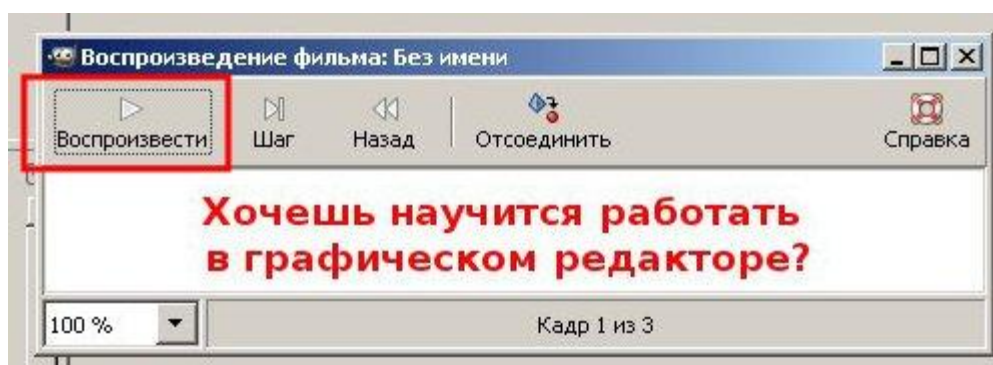 Воспроизведение фильма: Без имени
Воспроизвести Шаг Назад Отсоединить Справка
Хочешь научится работать
в графическом редакторе?
100 % Кадр 1 из 3